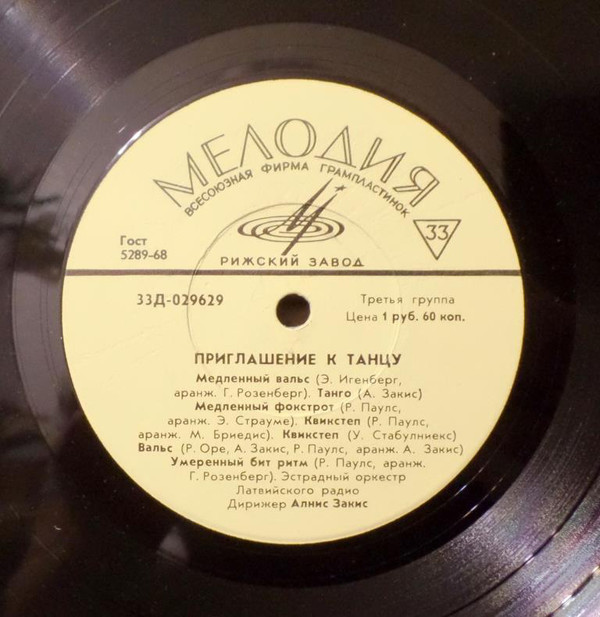 МЕЛОДИЯ
ВСЕСОЮЗНАЯ ФИРМА ГРАМПЛАСТИНОК
33
Гост
5289-68
РИЖСКИЙ ЗАВОД
33Д-029629
Третья группа
Цена 1 руб. 60 коп.
ПРИГЛАШЕНИЕ К ТАНЦУ
Медленный вальс (Э. Игенберг,
аранж. Г. Розенберг). Танго (А. Закис)
Медленный фокстрот (Р. Паулс,
аранж. Э. Страуме). Квикстеп (Р. Паулс,
аранж. М. Бриедис). Квикстеп (У. Стабулниекс)
Вальс (Р. Оре, А. Закис, Р. Паулс, аранж. А. Закис)
Умеренный бит ритм (Р. Паулс, аранж.
Г. Розенберг). Эстрадный оркестр
Латвийского радио
Дирижер Алнис Закис